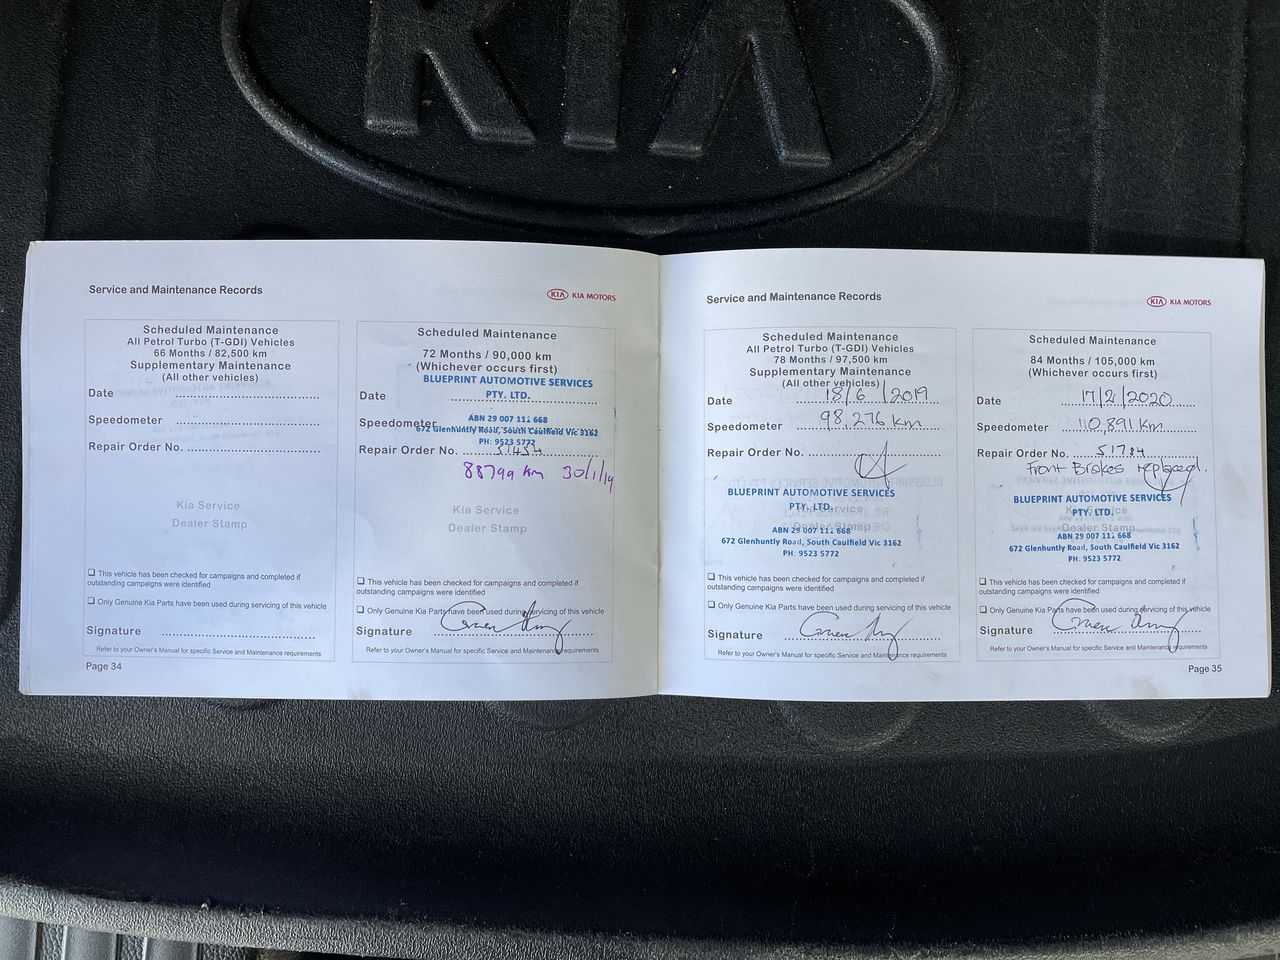 KIA
Service and Maintenance Records
KIA KIA MOTORS
Scheduled Maintenance
All Petrol Turbo (T-GDI) Vehicles
66 Months / 82,500 km
Supplementary Maintenance
(All other vehicles)
Date
Speedometer
Repair Order No.
Kia Service
Dealer Stamp
This vehicle has been checked for campaigns and completed if
outstanding campaigns were identified
Only Genuine Kia Parts have been used during servicing of this vehicle
Signature
Refer to your Owner's Manual for specific Service and Maintenance requirements
Page 34
Scheduled Maintenance
72 Months / 90,000 km
(Whichever occurs first)
BLUEPRINT AUTOMOTIVE SERVICES
Date PTY. LTD.
ABN 29 007 111 668
Speedometer
672 Glenhuntly Road, South Caulfield Vic 3162
PH: 9523 5772
Repair Order No.
88799 km 30/1/19
Kia Service
Dealer Stamp
This vehicle has been checked for campaigns and completed if
outstanding campaigns were identified
Only Genuine Kia Parts have been used during servicing of this vehicle
Signature
Refer to your Owner's Manual for specific Service and Maintenance requirements
Service and Maintenance Records
KIA KIA MOTORS
Scheduled Maintenance
All Petrol Turbo (T-GDI) Vehicles
78 Months / 97,500 km
Supplementary Maintenance
(All other vehicles)
Date 18/6/2019
Speedometer 98,276 km
Repair Order No.
BLUEPRINT AUTOMOTIVE SERVICES
PTY. LTD.
Kia Service
Dealer Stamp
ABN 29 007 111 668
672 Glenhuntly Road, South Caulfield Vic 3162
PH: 9523 5772
This vehicle has been checked for campaigns and completed if
outstanding campaigns were identified
Only Genuine Kia Parts have been used during servicing of this vehicle
Signature
Refer to your Owner's Manual for specific Service and Maintenance requirements
Scheduled Maintenance
84 Months / 105,000 km
(Whichever occurs first)
Date 17/2/2020
Speedometer 110,891 km
Repair Order No. 51784
Front Brakes replaced.
BLUEPRINT AUTOMOTIVE SERVICES
PTY. LTD.
Kia Service
Dealer Stamp
ABN 29 007 111 668
672 Glenhuntly Road, South Caulfield Vic 3162
PH: 9523 5772
This vehicle has been checked for campaigns and completed if
outstanding campaigns were identified
Only Genuine Kia Parts have been used during servicing of this vehicle
Signature
Refer to your Owner's Manual for specific Service and Maintenance requirements
Page 35